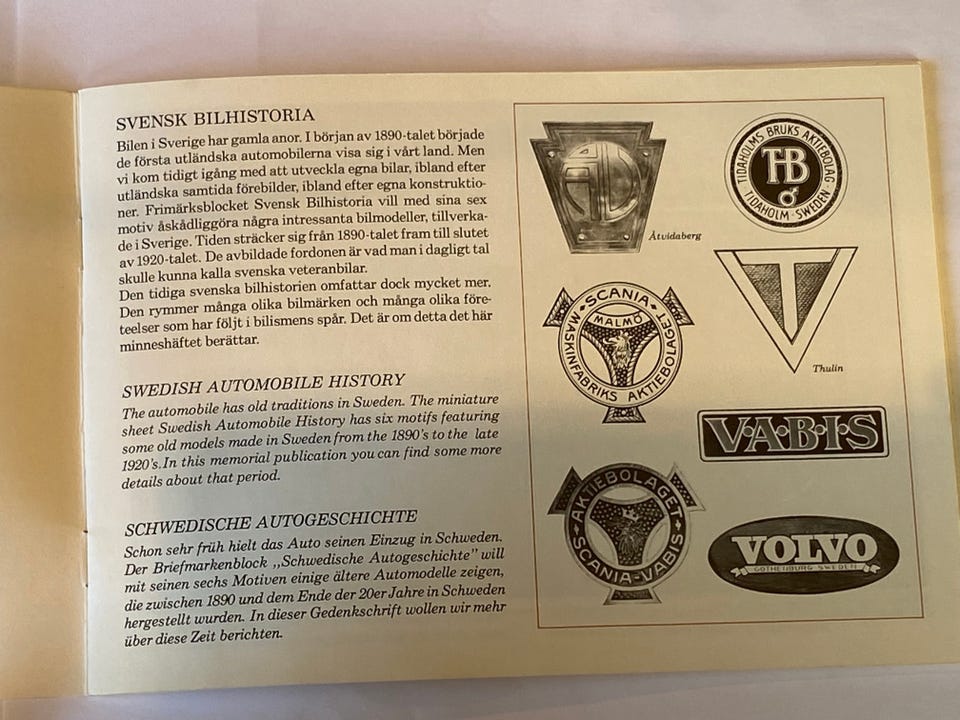 SVENSK BILHISTORIA
Bilen i Sverige har gamla anor. I början av 1890-talet började
de första utländska automobilerna visa sig i vårt land. Men
vi kom tidigt igång med att utveckla egna bilar, ibland efter
utländska samtida förebilder, ibland efter egna konstruktio-
ner. Frimärksblocket Svensk Bilhistoria vill med sina sex
motiv åskådliggöra några intressanta bilmodeller, tillverka-
de i Sverige. Tiden sträcker sig från 1890-talet fram till slutet
av 1920-talet. De avbildade fordonen är vad man i dagligt tal
skulle kunna kalla svenska veteranbilar.
Den tidiga svenska bilhistorien omfattar dock mycket mer.
Den rymmer många olika bilmärken och många olika före-
teelser som har följt i bilismens spår. Det är om detta det här
minneshäftet berättar.
SWEDISH AUTOMOBILE HISTORY
The automobile has old traditions in Sweden. The miniature
sheet Swedish Automobile History has six motifs featuring
some old models made in Sweden from the 1890's to the late
1920's. In this memorial publication you can find some more
details about that period.
SCHWEDISCHE AUTOGESCHICHTE
Schon sehr früh hielt das Auto seinen Einzug in Schweden.
Der Briefmarkenblock „Schwedische Autogeschichte" will
mit seinen sechs Motiven einige ältere Automodelle zeigen,
die zwischen 1890 und dem Ende der 20er Jahre in Schweden
hergestellt wurden. In dieser Gedenkschrift wollen wir mehr
über diese Zeit berichten.
Åtvidaberg
TIDAHOLMS BRUKS AKTIEBOLAG
THB
TIDAHOLM · SWEDEN
SCANIA
MALMÖ
MASKINFABRIKS AKTIEBOLAGET
T
Thulin
V·A·B·I·S
AKTIEBOLAGET
SCANIA-VABIS
VOLVO
GOTHENBURG SWEDEN